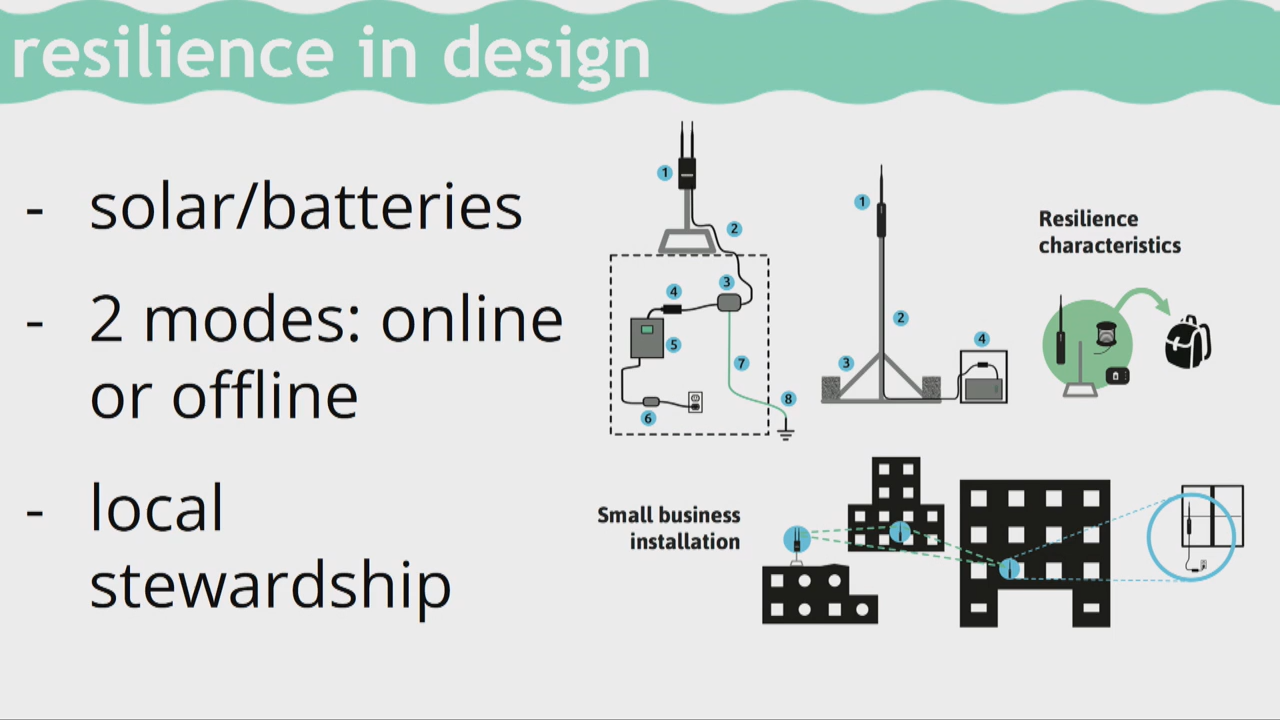 resilience in design
- solar/batteries
- 2 modes: online
or offline
- local
stewardship
1
2
3
4
5
6
7
8
1
2
3
4
Resilience
characteristics
Small business
installation